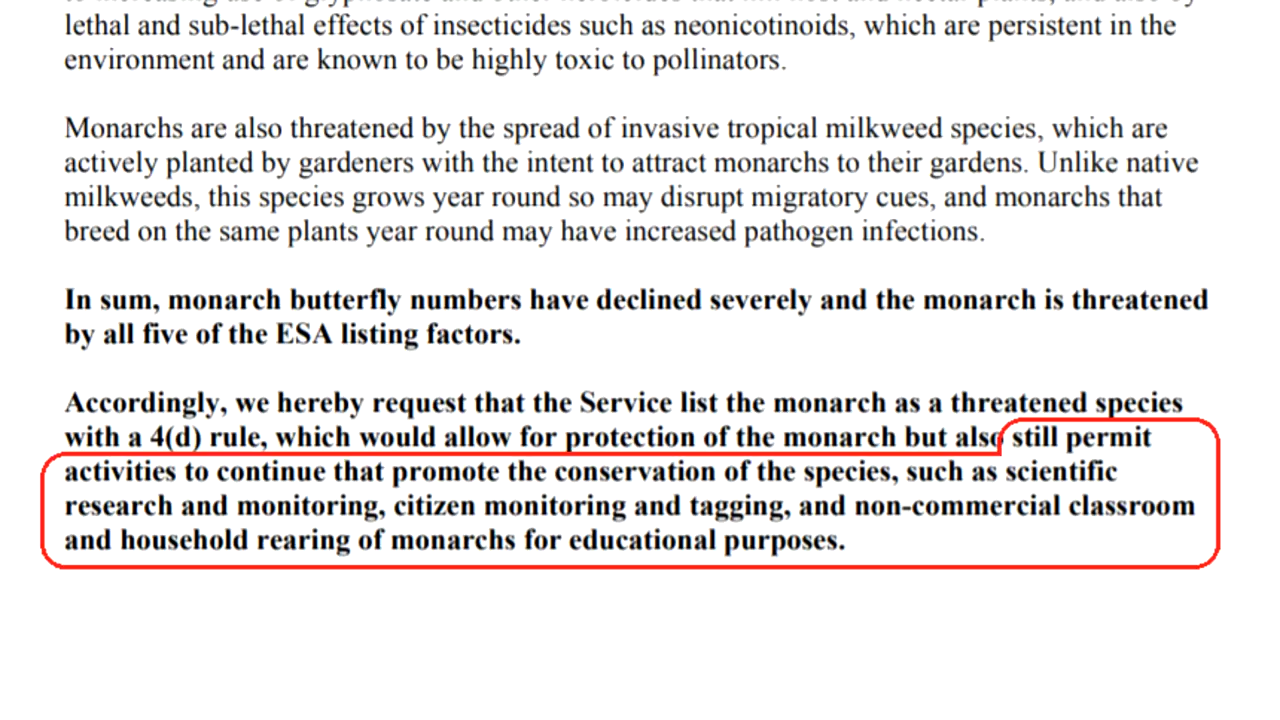 lethal and sub-lethal effects of insecticides such as neonicotinoids, which are persistent in the
environment and are known to be highly toxic to pollinators.
Monarchs are also threatened by the spread of invasive tropical milkweed species, which are
actively planted by gardeners with the intent to attract monarchs to their gardens. Unlike native
milkweeds, this species grows year round so may disrupt migratory cues, and monarchs that
breed on the same plants year round may have increased pathogen infections.
In sum, monarch butterfly numbers have declined severely and the monarch is threatened
by all five of the ESA listing factors.
Accordingly, we hereby request that the Service list the monarch as a threatened species
with a 4(d) rule, which would allow for protection of the monarch but also still permit
activities to continue that promote the conservation of the species, such as scientific
research and monitoring, citizen monitoring and tagging, and non-commercial classroom
and household rearing of monarchs for educational purposes.